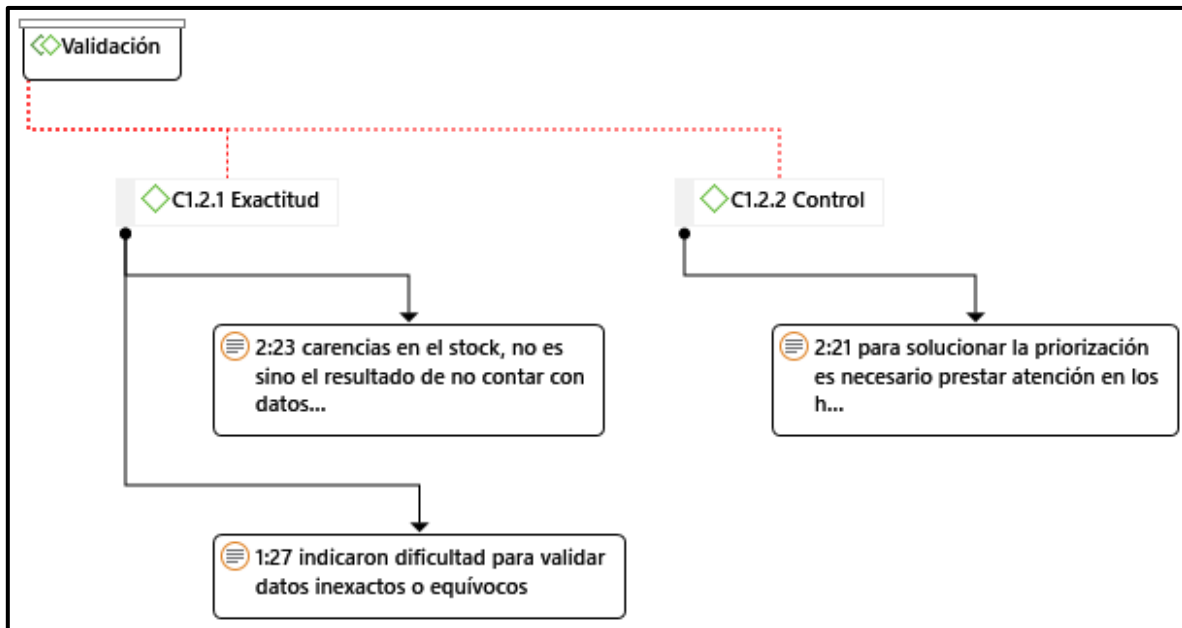 Validación
C1.2.1 Exactitud
C1.2.2 Control
2:23 carencias en el stock, no es
sino el resultado de no contar con
datos...
2:21 para solucionar la priorización
es necesario prestar atención en los
h...
1:27 indicaron dificultad para validar
datos inexactos o equívocos